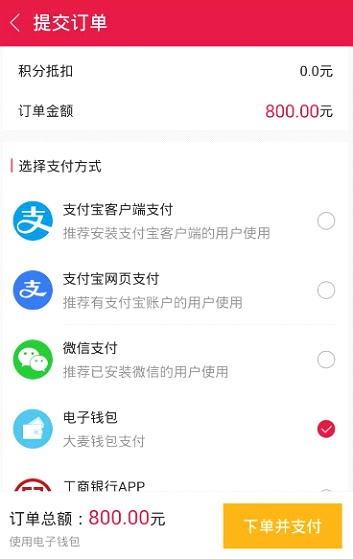 提交订单
积分抵扣 0.0元
订单金额 800.00元
选择支付方式
支付宝客户端支付
推荐安装支付宝客户端的用户使用
支付宝网页支付
推荐有支付宝账户的用户使用
微信支付
推荐已安装微信的用户使用
电子钱包
大麦钱包支付
工商银行APP
订单总额：800.00元
使用电子钱包
下单并支付